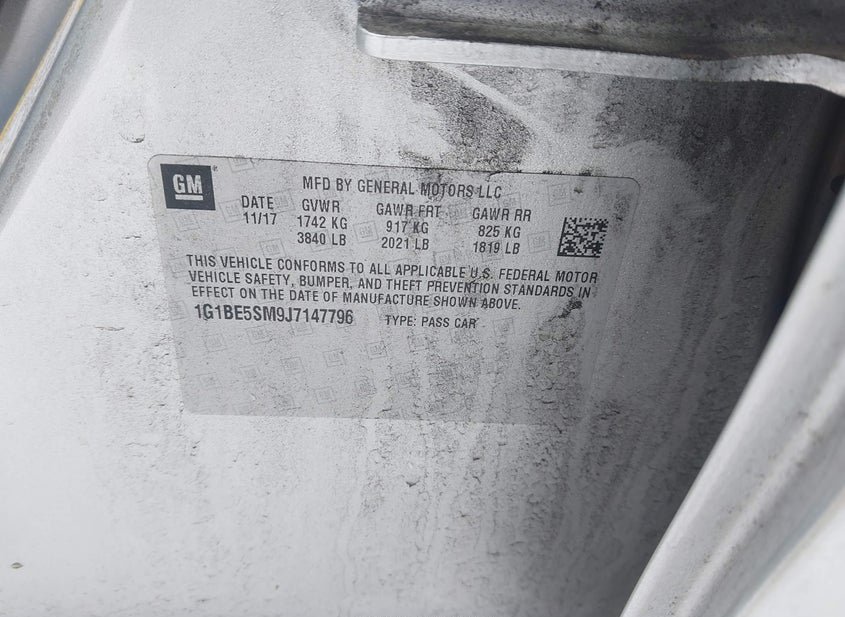 GM
MFD BY GENERAL MOTORS LLC
DATE GVWR GAWR FRT GAWR RR
11/17 1742 KG 917 KG 825 KG
3840 LB 2021 LB 1819 LB
THIS VEHICLE CONFORMS TO ALL APPLICABLE U.S. FEDERAL MOTOR
VEHICLE SAFETY, BUMPER, AND THEFT PREVENTION STANDARDS IN
EFFECT ON THE DATE OF MANUFACTURE SHOWN ABOVE.
1G1BE5SM9J7147796 TYPE: PASS CAR